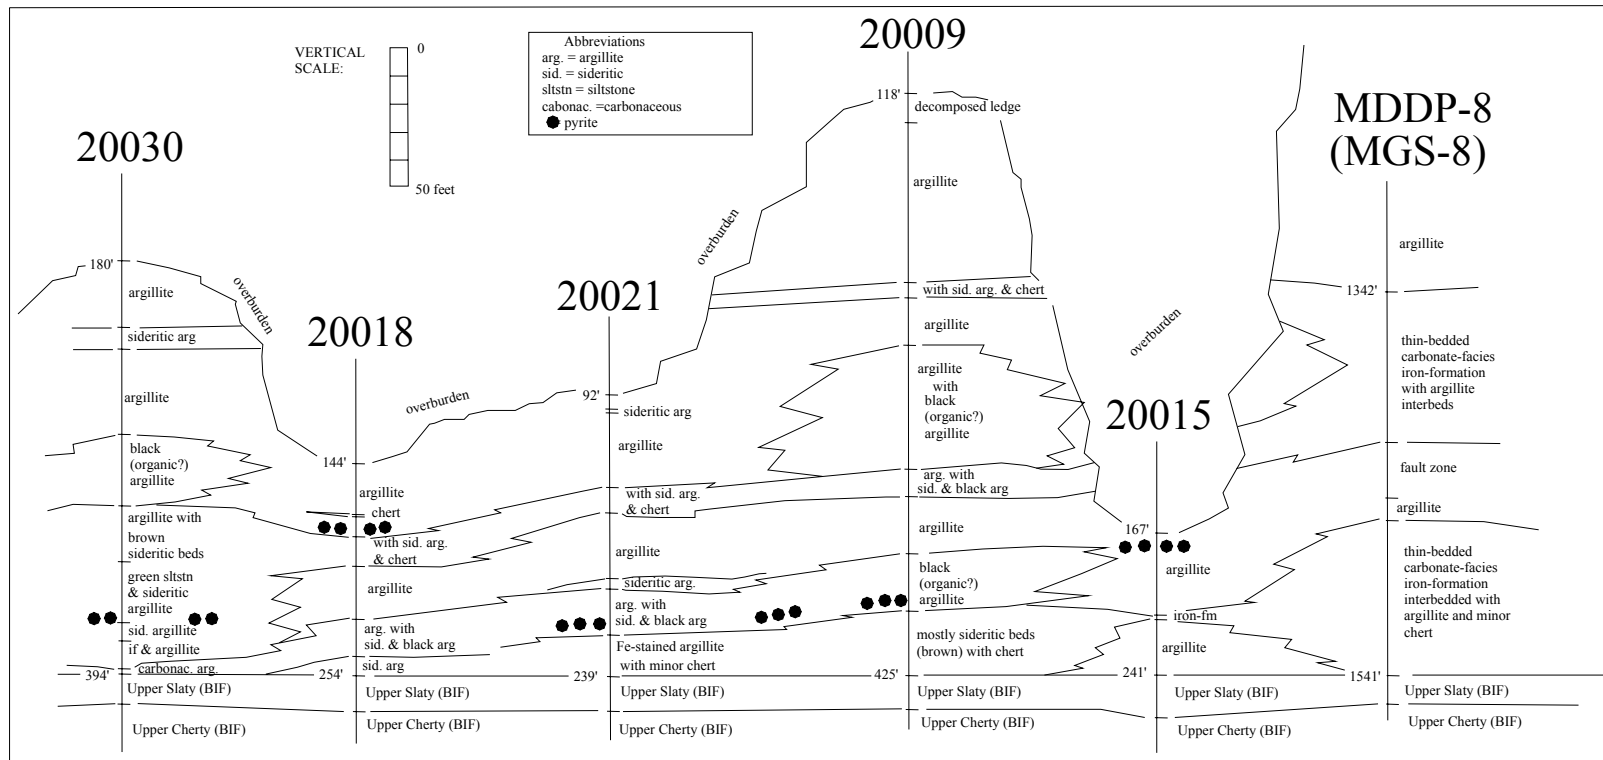 VERTICAL
SCALE:
0
50 feet
Abbreviations
arg. = argillite
sid. = sideritic
sltstn = siltstone
cabonac. =carbonaceous
pyrite
20030
180'
argillite
sideritic arg
argillite
black
(organic?)
argillite
argillite with
brown
sideritic beds
green sltstn
& sideritic
argillite
sid. argillite
if & argillite
carbonac. arg.
394'
Upper Slaty (BIF)
Upper Cherty (BIF)
overburden
20018
144'
argillite
chert
with sid. arg.
& chert
argillite
arg. with
sid. & black arg
sid. arg
254'
Upper Slaty (BIF)
Upper Cherty (BIF)
overburden
20021
92'
sideritic arg
argillite
with sid. arg.
& chert
argillite
sideritic arg.
arg. with
sid. & black arg
Fe-stained argillite
with minor chert
239'
Upper Slaty (BIF)
Upper Cherty (BIF)
overburden
20009
118'
decomposed ledge
argillite
with sid. arg. & chert
argillite
argillite
with
black
(organic?)
argillite
arg. with
sid. & black arg
argillite
black
(organic?)
argillite
mostly sideritic beds
(brown) with chert
425'
Upper Slaty (BIF)
Upper Cherty (BIF)
overburden
20015
167'
argillite
iron-fm
argillite
241'
Upper Slaty (BIF)
Upper Cherty (BIF)
MDDP-8
(MGS-8)
argillite
1342'
thin-bedded
carbonate-facies
iron-formation
with argillite
interbeds
fault zone
argillite
thin-bedded
carbonate-facies
iron-formation
interbedded with
argillite and minor
chert
1541'
Upper Slaty (BIF)
Upper Cherty (BIF)